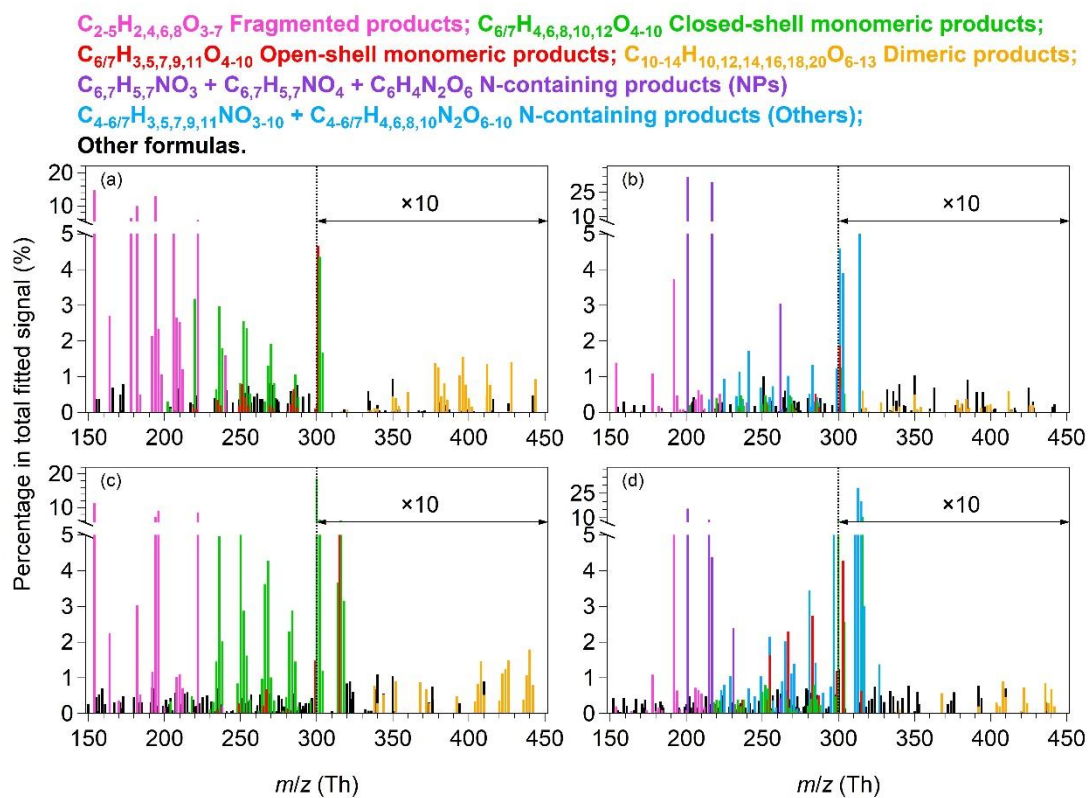 C2-5H2,4,6,8O3-7 Fragmented products; C6/7H4,6,8,10,12O4-10 Closed-shell monomeric products;
C6/7H3,5,7,9,11O4-10 Open-shell monomeric products; C10-14H10,12,14,16,18,20O6-13 Dimeric products;
C6,7H5,7NO3 + C6,7H5,7NO4 + C6H4N2O6 N-containing products (NPs)
C4-6/7H3,5,7,9,11NO3-10 + C4-6/7H4,6,8,10N2O6-10 N-containing products (Others);
Other formulas.
Percentage in total fitted signal (%)
(a)
×10
20
10
5
4
3
2
1
0
150 200 250 300 350 400 450
(b)
×10
25
10
5
4
3
2
1
0
150 200 250 300 350 400 450
(c)
×10
20
10
5
4
3
2
1
0
150 200 250 300 350 400 450
m/z (Th)
(d)
×10
25
10
5
4
3
2
1
0
150 200 250 300 350 400 450
m/z (Th)